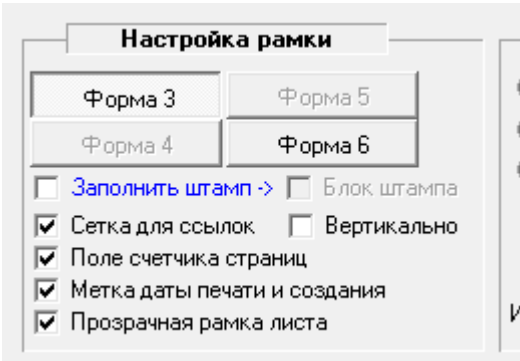 Настройка рамки
Форма 3 Форма 5
Форма 4 Форма 6
Заполнить штамп -> Блок штампа
Сетка для ссылок Вертикально
Поле счетчика страниц
Метка даты печати и создания
Прозрачная рамка листа